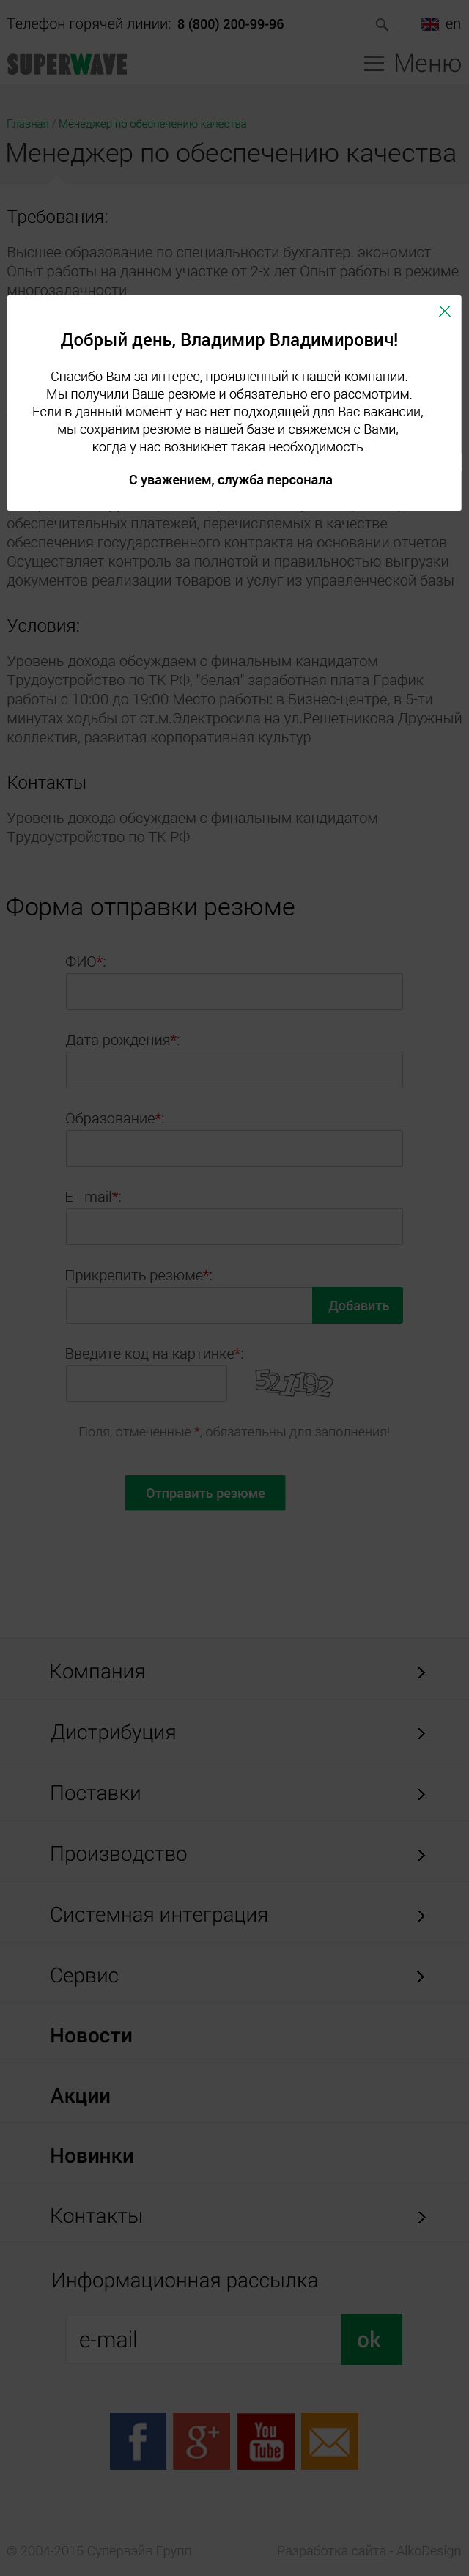 Телефон горячей линии: 8 (800) 200-99-96
en
SUPERWAVE
Меню
Главная / Менеджер по обеспечению качества
Менеджер по обеспечению качества
Требования:
Высшее образование по специальности бухгалтер. экономист
Опыт работы на данном участке от 2-х лет Опыт работы в режиме
многозадачности
Добрый день, Владимир Владимирович!
Спасибо Вам за интерес, проявленный к нашей компании.
Мы получили Ваше резюме и обязательно его рассмотрим.
Если в данный момент у нас нет подходящей для Вас вакансии,
мы сохраним резюме в нашей базе и свяжемся с Вами,
когда у нас возникнет такая необходимость.
С уважением, служба персонала
обеспечительных платежей, перечисляемых в качестве
обеспечения государственного контракта на основании отчетов
Осуществляет контроль за полнотой и правильностью выгрузки
документов реализации товаров и услуг из управленческой базы
Условия:
Уровень дохода обсуждаем с финальным кандидатом
Трудоустройство по ТК РФ, "белая" заработная плата График
работы с 10:00 до 19:00 Место работы: в Бизнес-центре, в 5-ти
минутах ходьбы от ст.м.Электросила на ул.Решетникова Дружный
коллектив, развитая корпоративная культур
Контакты
Уровень дохода обсуждаем с финальным кандидатом
Трудоустройство по ТК РФ
Форма отправки резюме
ФИО*:
Дата рождения*:
Образование*:
E - mail*:
Прикрепить резюме*:
Добавить
Введите код на картинке*:
521192
Поля, отмеченные *, обязательны для заполнения!
Отправить резюме
Компания
Дистрибуция
Поставки
Производство
Системная интеграция
Сервис
Новости
Акции
Новинки
Контакты
Информационная рассылка
e-mail
ok
f
g+
You Tube
© 2004-2015 Супервэйв Групп
Разработка сайта - AlkoDesign